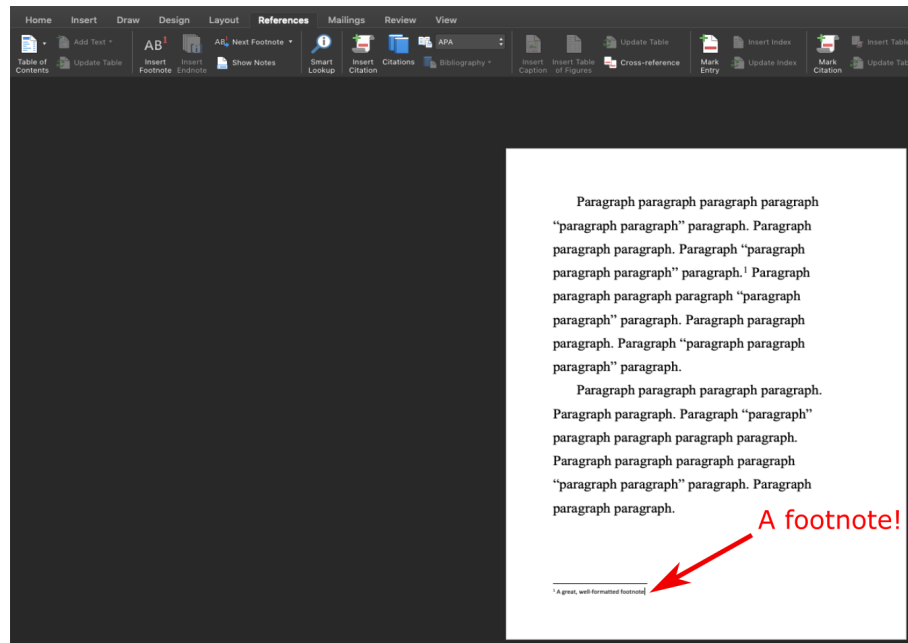 Home Insert Draw Design Layout References Mailings Review View
Add Text AB1 AB1 Next Footnote APA Update Table Insert Index Insert Table
Table of Contents Update Table Insert Footnote Insert Endnote Show Notes Smart Lookup Insert Citation Citations Bibliography Insert Caption Insert Table of Figures Cross-reference Mark Entry Update Index Mark Citation Update Tab
Paragraph paragraph paragraph paragraph
“paragraph paragraph” paragraph. Paragraph
paragraph paragraph. Paragraph “paragraph
paragraph paragraph” paragraph.¹ Paragraph
paragraph paragraph paragraph “paragraph
paragraph” paragraph. Paragraph paragraph
paragraph. Paragraph “paragraph paragraph
paragraph” paragraph.
Paragraph paragraph paragraph paragraph.
Paragraph paragraph. Paragraph “paragraph”
paragraph paragraph paragraph paragraph.
Paragraph paragraph paragraph paragraph
“paragraph paragraph” paragraph. Paragraph
paragraph paragraph.
A footnote!
¹ A great, well-formatted footnote